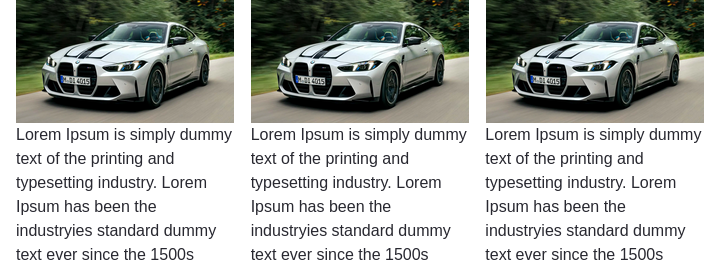 M:DI 4015 M:DI 4015 M:DI 4015
Lorem Ipsum is simply dummy
text of the printing and
typesetting industry. Lorem
Ipsum has been the
industryies standard dummy
text ever since the 1500s
Lorem Ipsum is simply dummy
text of the printing and
typesetting industry. Lorem
Ipsum has been the
industryies standard dummy
text ever since the 1500s
Lorem Ipsum is simply dummy
text of the printing and
typesetting industry. Lorem
Ipsum has been the
industryies standard dummy
text ever since the 1500s